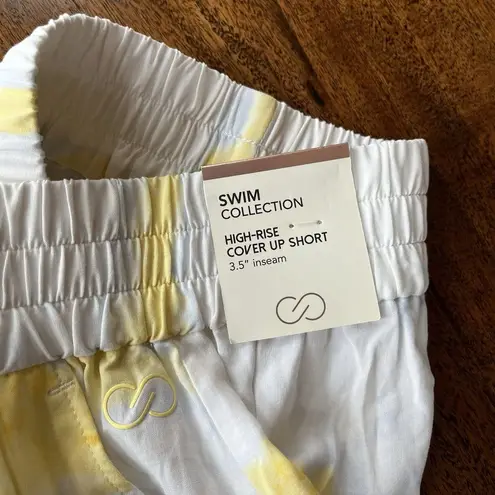 SWIM
COLLECTION
HIGH-RISE
COVER UP SHORT
3.5" inseam